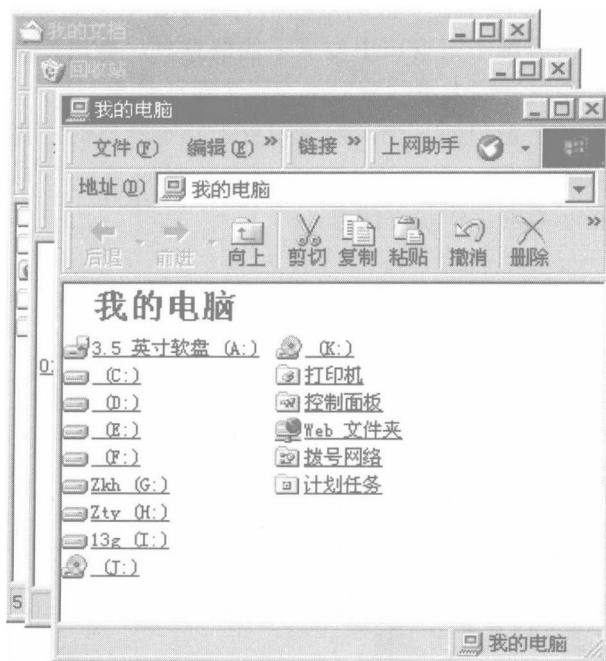 我的文档
回收站
我的电脑
文件(F) 编辑(E) » 链接 » 上网助手
地址(D) 我的电脑
后退 前进 向上 剪切 复制 粘贴 撤消 删除 »
我的电脑
3.5 英寸软盘 (A:)
(C:)
(D:)
(E:)
(F:)
Zkh (G:)
Zty (H:)
13g (I:)
(J:)
(K:)
打印机
控制面板
Web 文件夹
拨号网络
计划任务
0
5
我的电脑